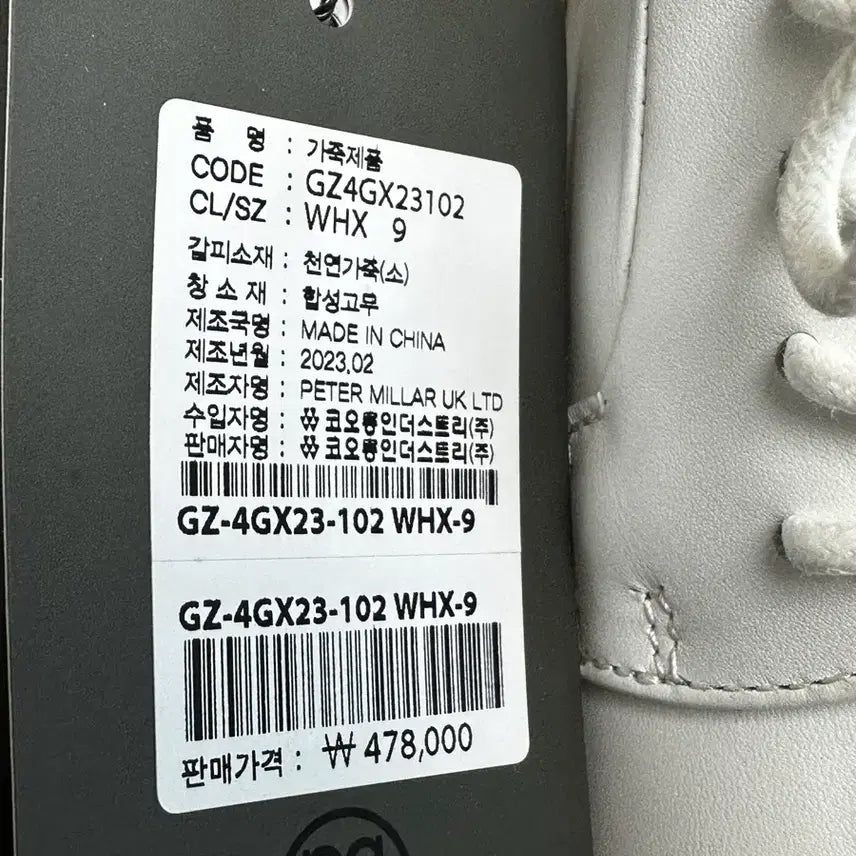 품 명 : 가죽제품
CODE : GZ4GX23102
CL/SZ : WHX 9
갑피소재 : 천연가죽(소)
창 소 재 : 합성고무
제조국명 : MADE IN CHINA
제조년월 : 2023.02
제조자명 : PETER MILLAR UK LTD
수입자명 : 코오롱인더스트리(주)
판매자명 : 코오롱인더스트리(주)
GZ-4GX23-102 WHX-9
GZ-4GX23-102 WHX-9
판매가격 : ₩ 478,000